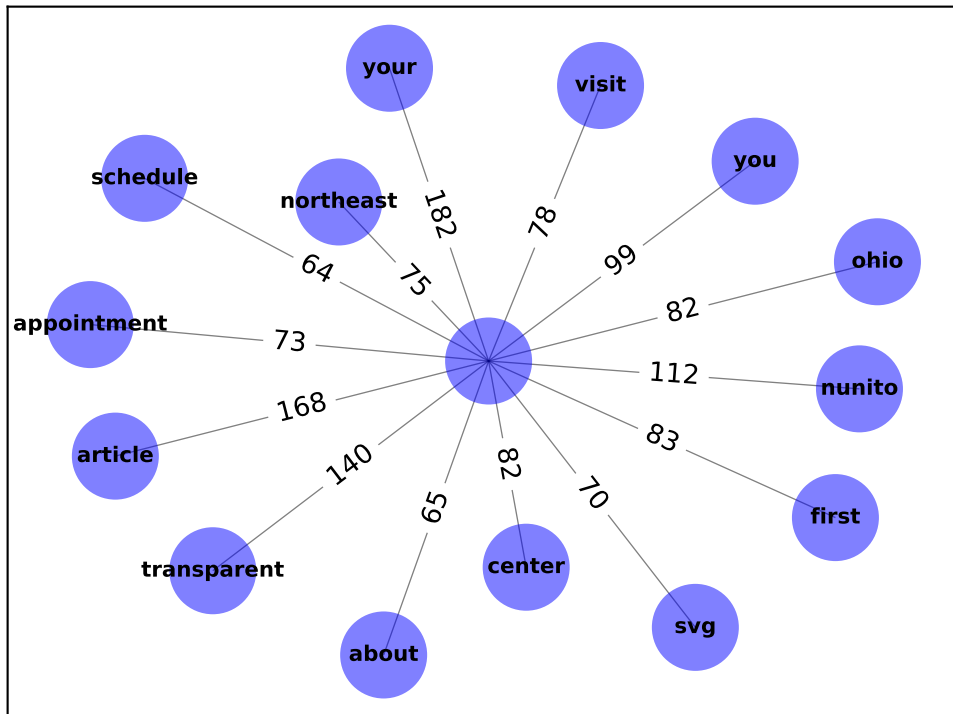 your
visit
you
schedule
northeast
182
78
99
ohio
64
75
82
appointment
73
112
nunito
168
83
article
140
82
70
65
first
transparent
center
svg
about